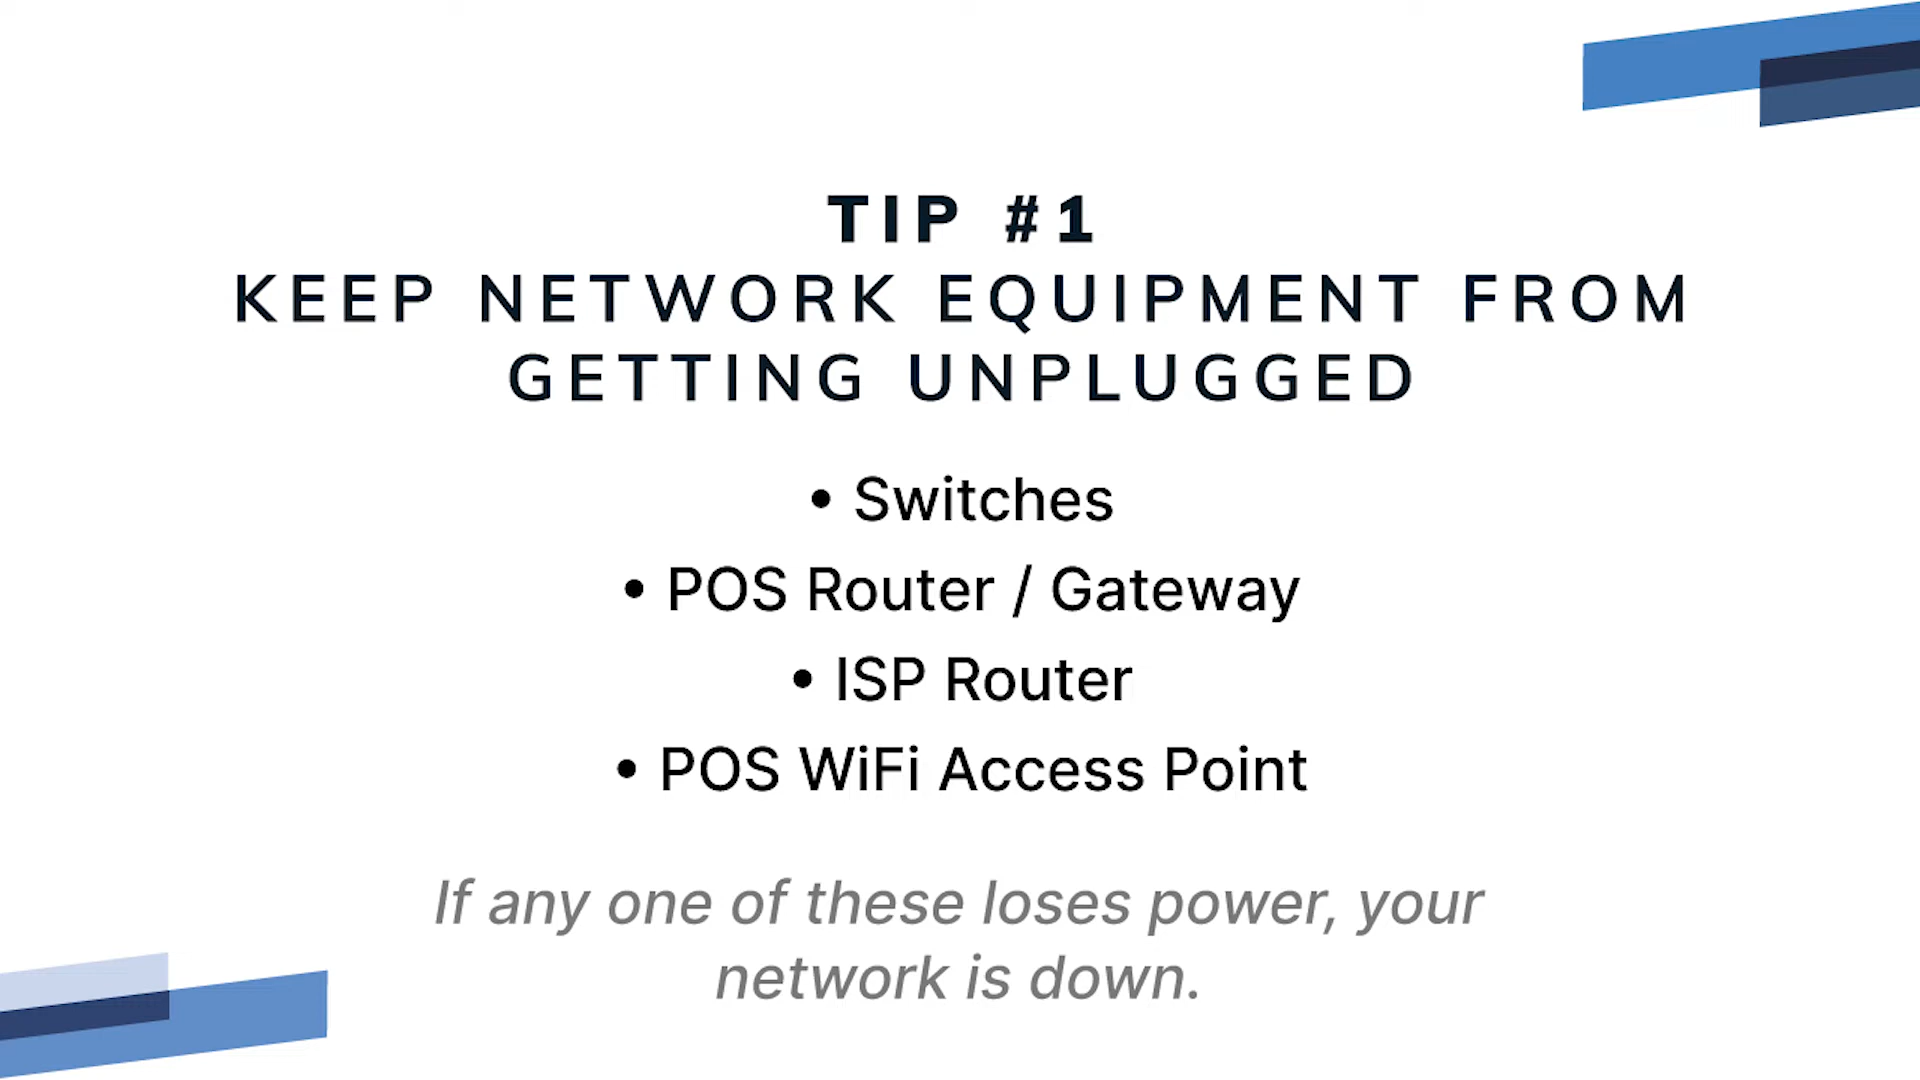 TIP #1
KEEP NETWORK EQUIPMENT FROM
GETTING UNPLUGGED
• Switches
• POS Router / Gateway
• ISP Router
• POS WiFi Access Point
If any one of these loses power, your
network is down.